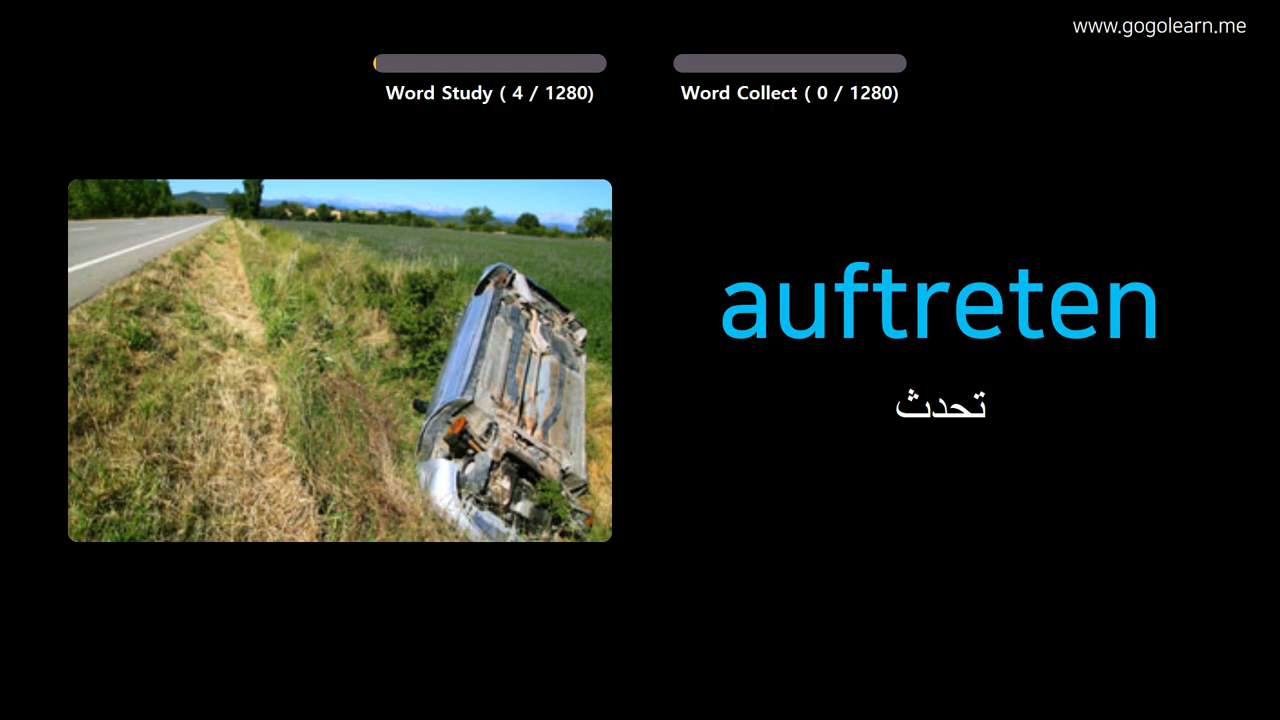 www.gogolearn.me
Word Study ( 4 / 1280)
Word Collect ( 0 / 1280)
auftreten
تحدث